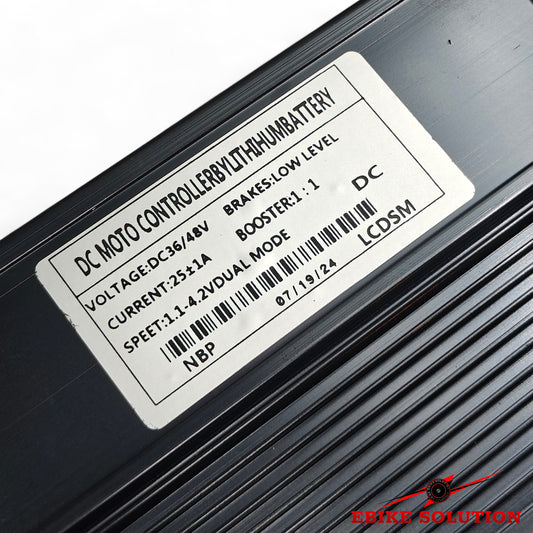 DC MOTO CONTROLLERBYLITHIHUMBATTERY
VOLTAGE:DC36/48V BRAKES:LOW LEVEL
CURRENT:25±1A BOOSTER:1:1 DC
SPEET:1.1-4.2VDUAL MODE
07/19/24 LCDSM
NBP
EBIKE SOLUTION